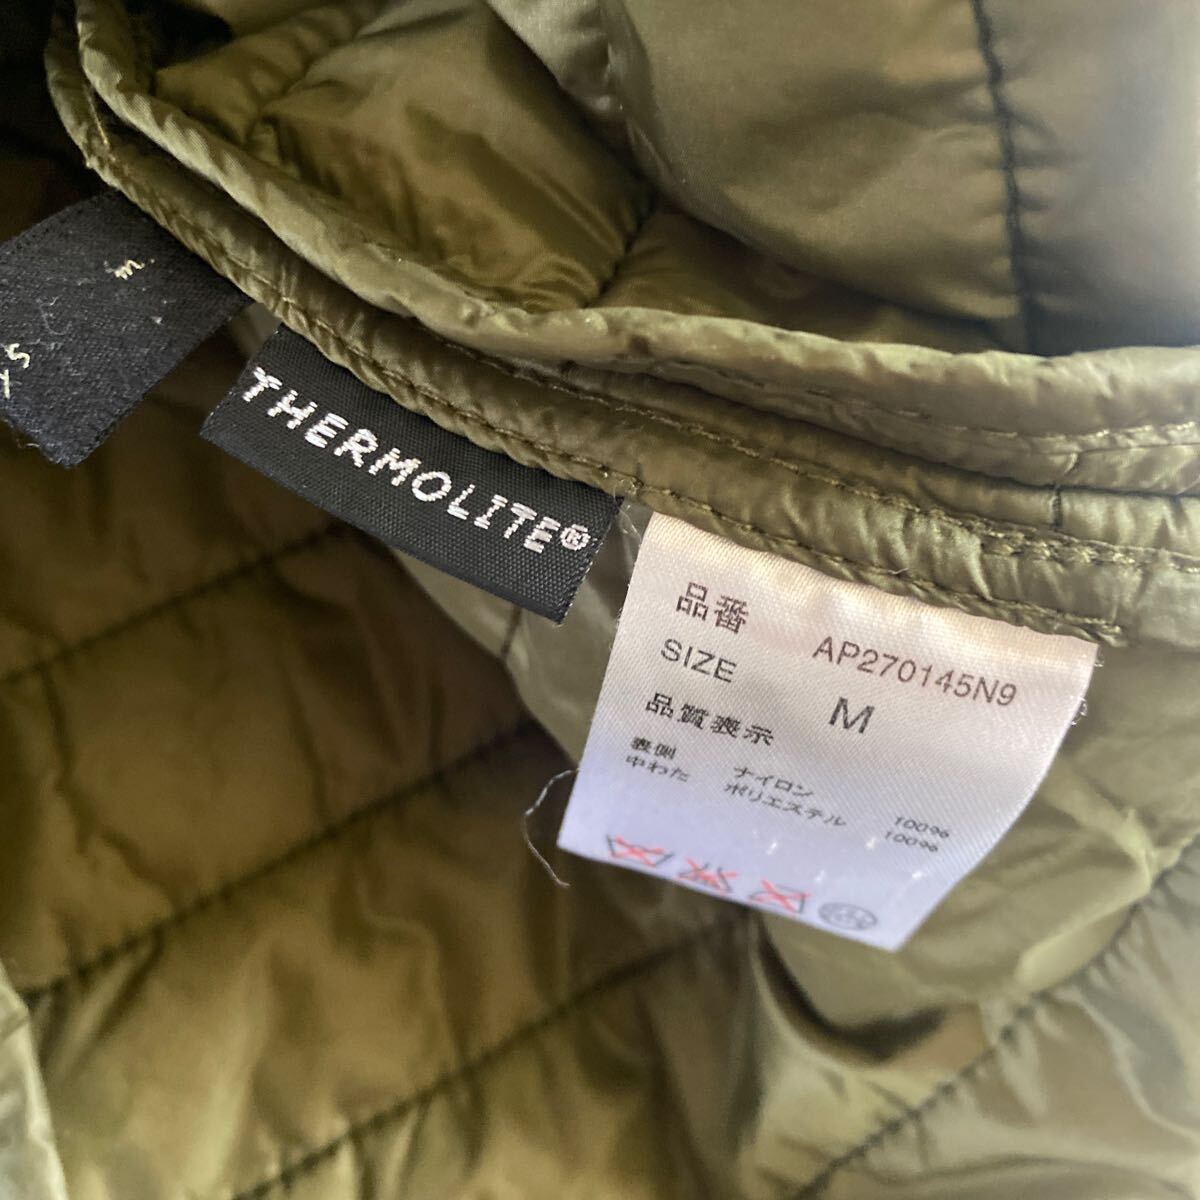 THERMOLITE®
品番 AP270145N9
SIZE M
品質表示
表側 ナイロン 100%
中わた ポリエステル 100%